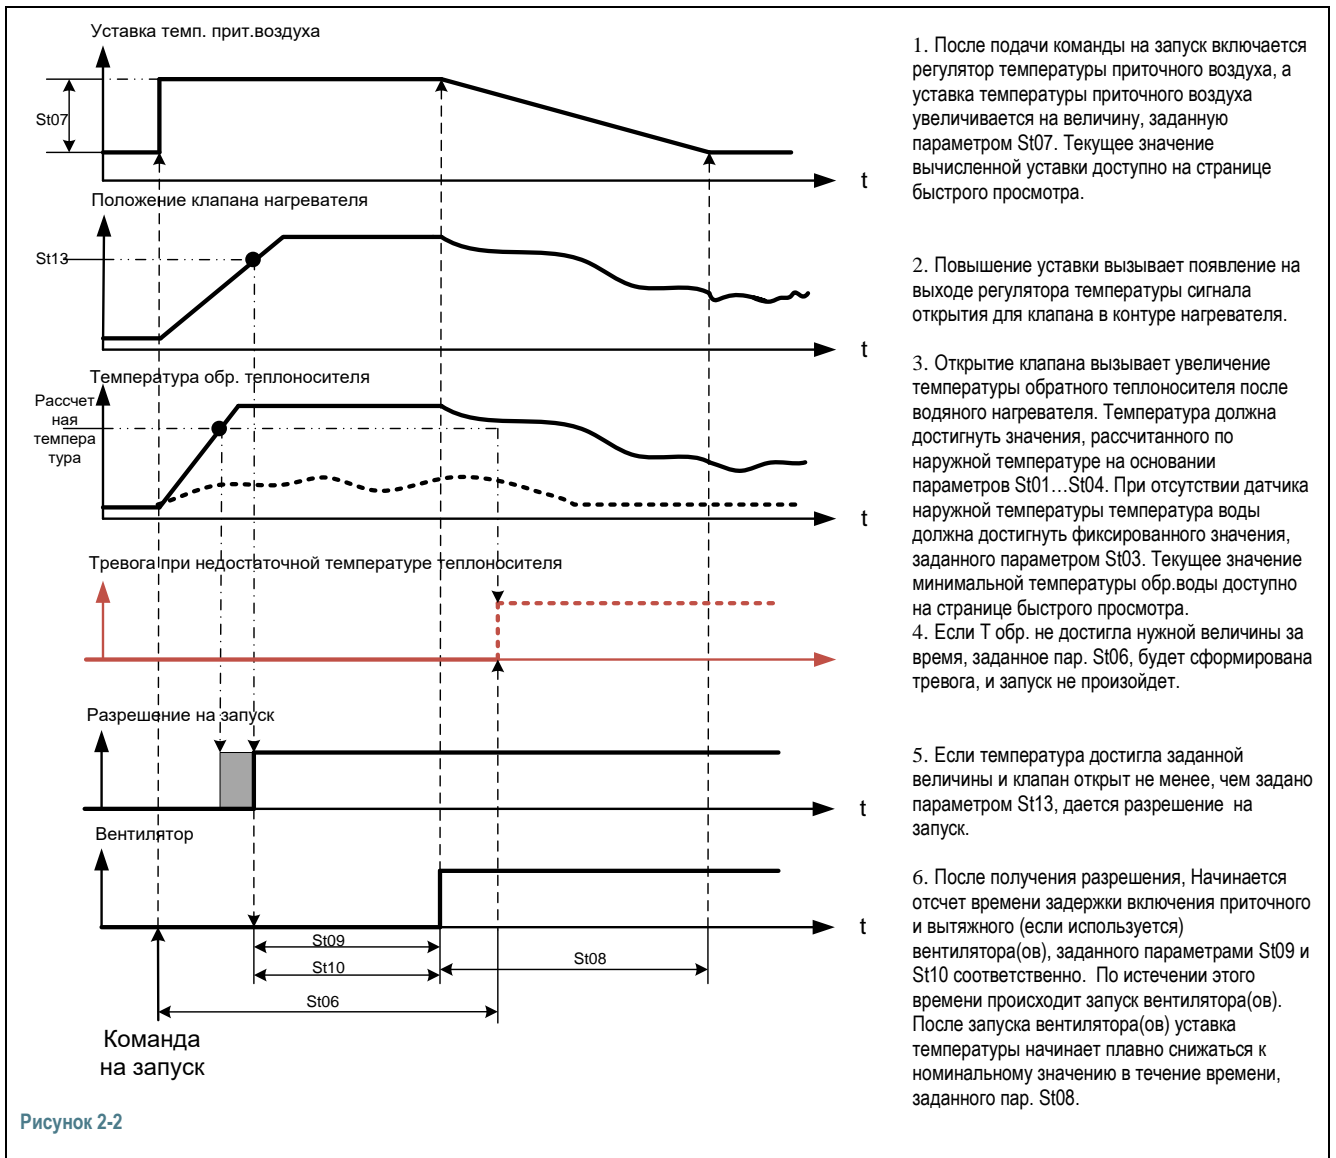 Уставка темп. прит.воздуха
St07
t
Положение клапана нагревателя
St13
t
Температура обр. теплоносителя
Рассчет
ная
темпера
тура
t
Тревога при недостаточной температуре теплоносителя
Разрешение на запуск
t
Вентилятор
t
St09
St10
St08
St06
Команда
на запуск
1. После подачи команды на запуск включается
регулятор температуры приточного воздуха, а
уставка температуры приточного воздуха
увеличивается на величину, заданную
параметром St07. Текущее значение
вычисленной уставки доступно на странице
быстрого просмотра.
2. Повышение уставки вызывает появление на
выходе регулятора температуры сигнала
открытия для клапана в контуре нагревателя.
3. Открытие клапана вызывает увеличение
температуры обратного теплоносителя после
водяного нагревателя. Температура должна
достигнуть значения, рассчитанного по
наружной температуре на основании
параметров St01…St04. При отсутствии датчика
наружной температуры температура воды
должна достигнуть фиксированного значения,
заданного параметром St03. Текущее значение
минимальной температуры обр.воды доступно
на странице быстрого просмотра.
4. Если Т обр. не достигла нужной величины за
время, заданное пар. St06, будет сформирована
тревога, и запуск не произойдет.
5. Если температура достигла заданной
величины и клапан открыт не менее, чем задано
параметром St13, дается разрешение  на
запуск.
6. После получения разрешения, Начинается
отсчет времени задержки включения приточного
и вытяжного (если используется)
вентилятора(ов), заданного параметрами St09 и
St10 соответственно.  По истечении этого
времени происходит запуск вентилятора(ов).
После запуска вентилятора(ов) уставка
температуры начинает плавно снижаться к
номинальному значению в течение времени,
заданного пар. St08.
Рисунок 2-2